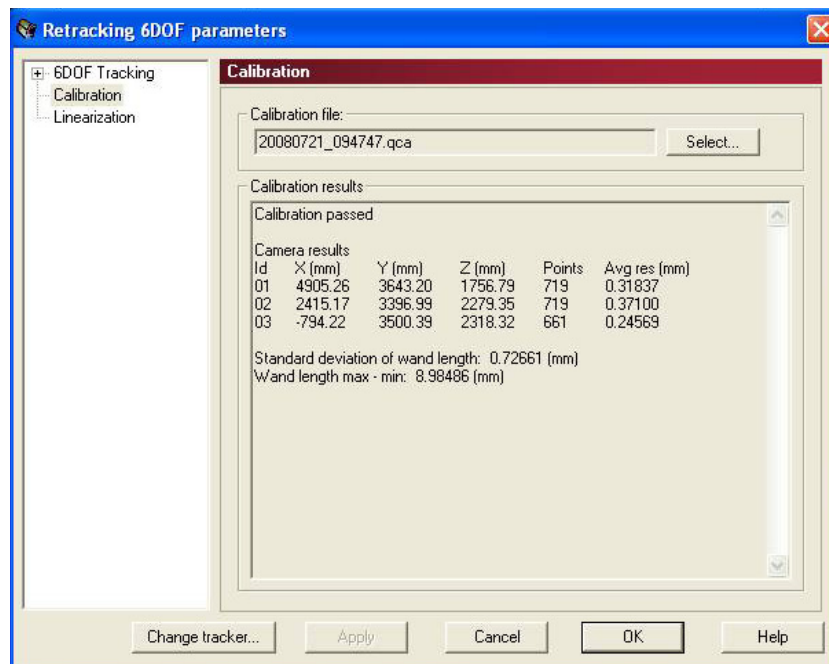 Retracking 6DOF parameters
6DOF Tracking
Calibration
Linearization
Calibration
Calibration file:
20080721_094747.qca
Select...
Calibration results
Calibration passed
Camera results
Id X (mm) Y (mm) Z (mm) Points Avg res (mm)
01 4905.26 3643.20 1756.79 719 0.31837
02 2415.17 3396.99 2279.35 719 0.37100
03 -794.22 3500.39 2318.32 661 0.24569
Standard deviation of wand length: 0.72661 (mm)
Wand length max - min: 8.98486 (mm)
Change tracker... Apply Cancel OK Help